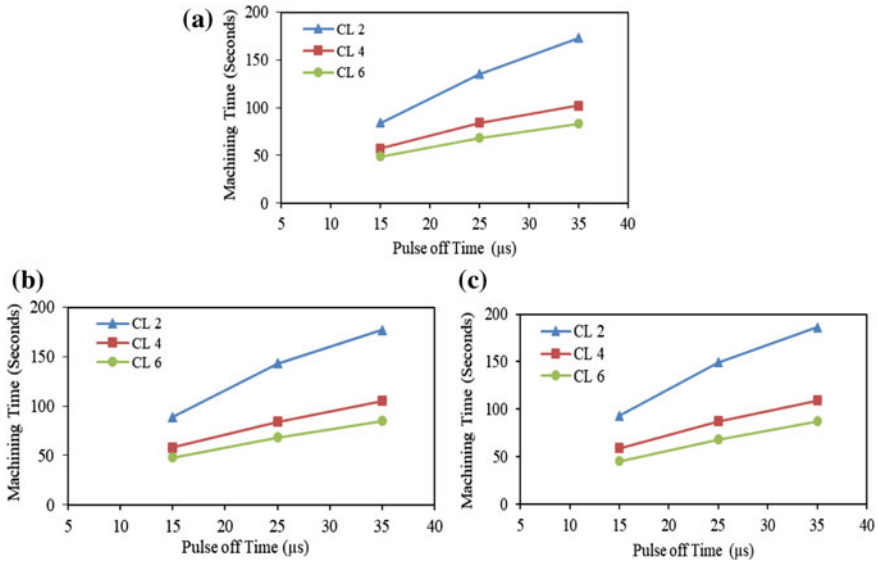 (a)
200
150
100
50
0
Machining Time (Seconds)
CL 2
CL 4
CL 6
5 10 15 20 25 30 35 40
Pulse off Time (µs)
(b)
200
150
100
50
0
Machining Time (Seconds)
CL 2
CL 4
CL 6
5 10 15 20 25 30 35 40
Pulse off Time (µs)
(c)
200
150
100
50
0
Machining Time (Seconds)
CL 2
CL 4
CL 6
5 10 15 20 25 30 35 40
Pulse off Time (µs)